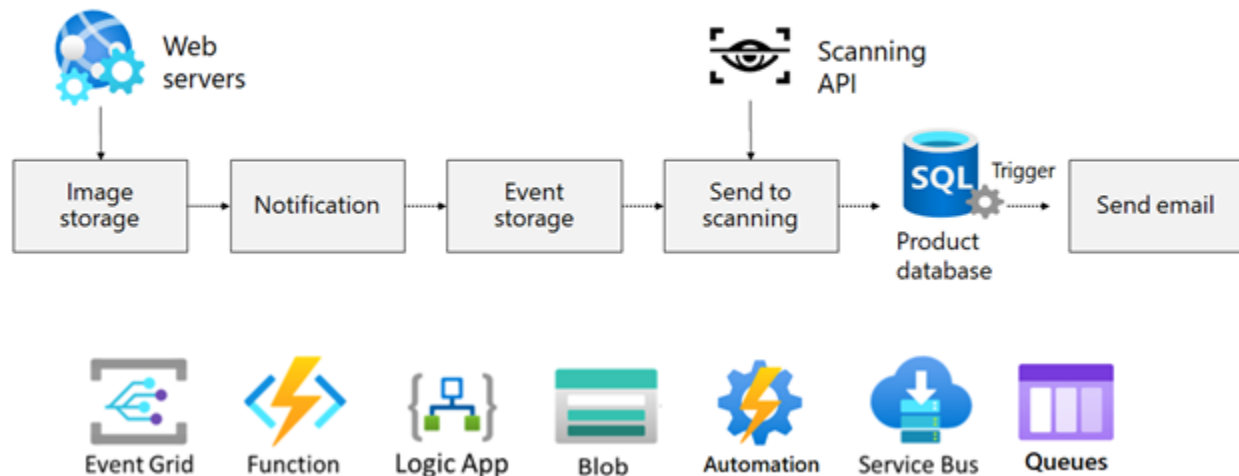 Web
servers
Scanning
API
Image
storage
Notification
Event
storage
Send to
scanning
SQL
Trigger
Send email
Product
database
Event Grid
Function
Logic App
Blob
Automation
Service Bus
Queues